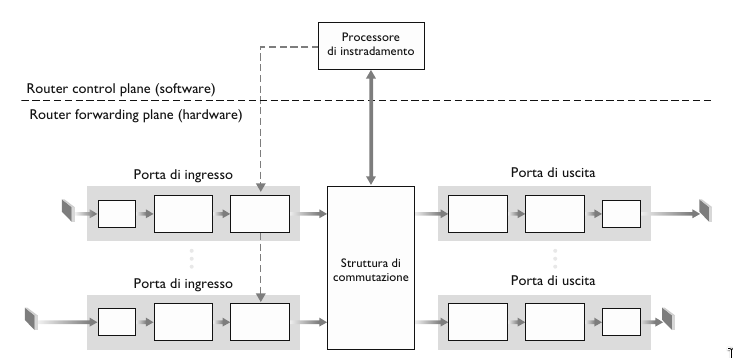 Processore
di instradamento
Router control plane (software)
Router forwarding plane (hardware)
Porta di ingresso
Porta di uscita
Struttura di
commutazione
Porta di ingresso
Porta di uscita